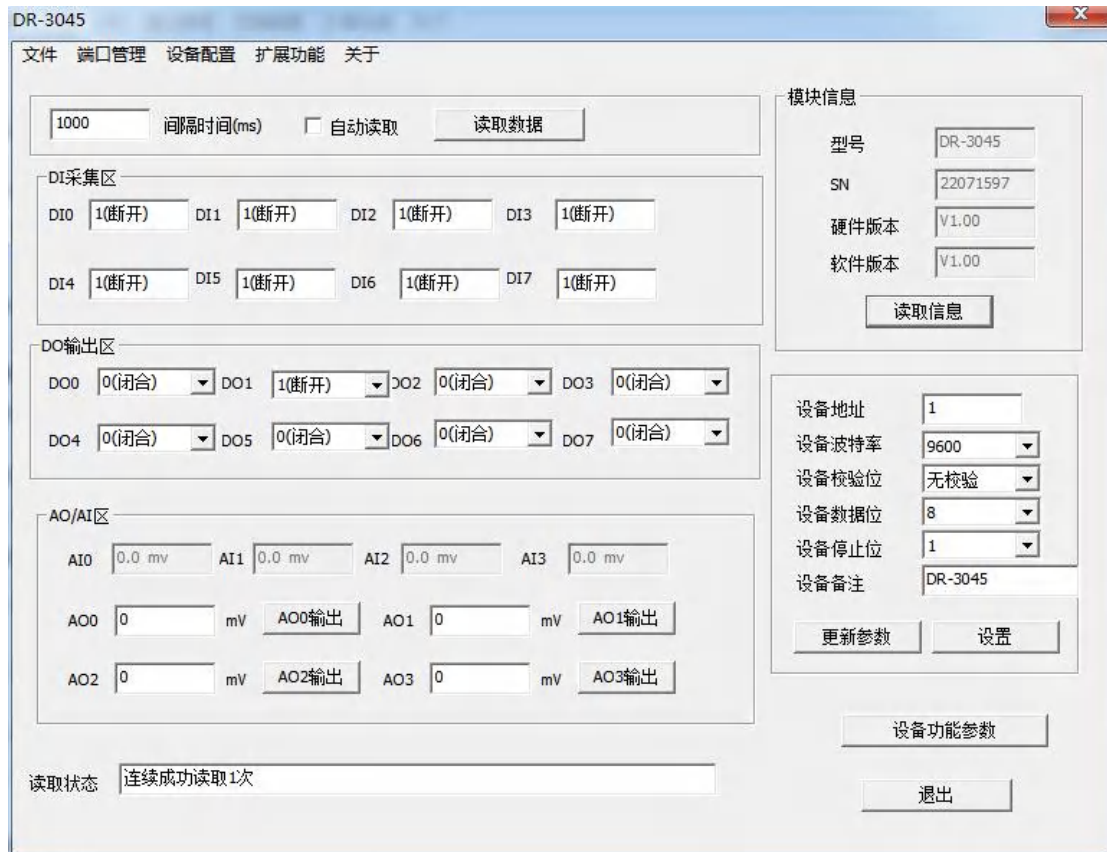 DR-3045
文件 端口管理 设备配置 扩展功能 关于
1000 间隔时间(ms) 自动读取 读取数据
DI采集区
DI0 1(断开) DI1 1(断开) DI2 1(断开) DI3 1(断开)
DI4 1(断开) DI5 1(断开) DI6 1(断开) DI7 1(断开)
DO输出区
DO0 0(闭合) DO1 1(断开) DO2 0(闭合) DO3 0(闭合)
DO4 0(闭合) DO5 0(闭合) DO6 0(闭合) DO7 0(闭合)
AO/AI区
AI0 0.0 mv AI1 0.0 mv AI2 0.0 mv AI3 0.0 mv
AO0 0 mV AO0输出 AO1 0 mV AO1输出
AO2 0 mV AO2输出 AO3 0 mV AO3输出
读取状态 连续成功读取1次
模块信息
型号 DR-3045
SN 22071597
硬件版本 V1.00
软件版本 V1.00
读取信息
设备地址 1
设备波特率 9600
设备校验位 无校验
设备数据位 8
设备停止位 1
设备备注 DR-3045
更新参数 设置
设备功能参数
退出